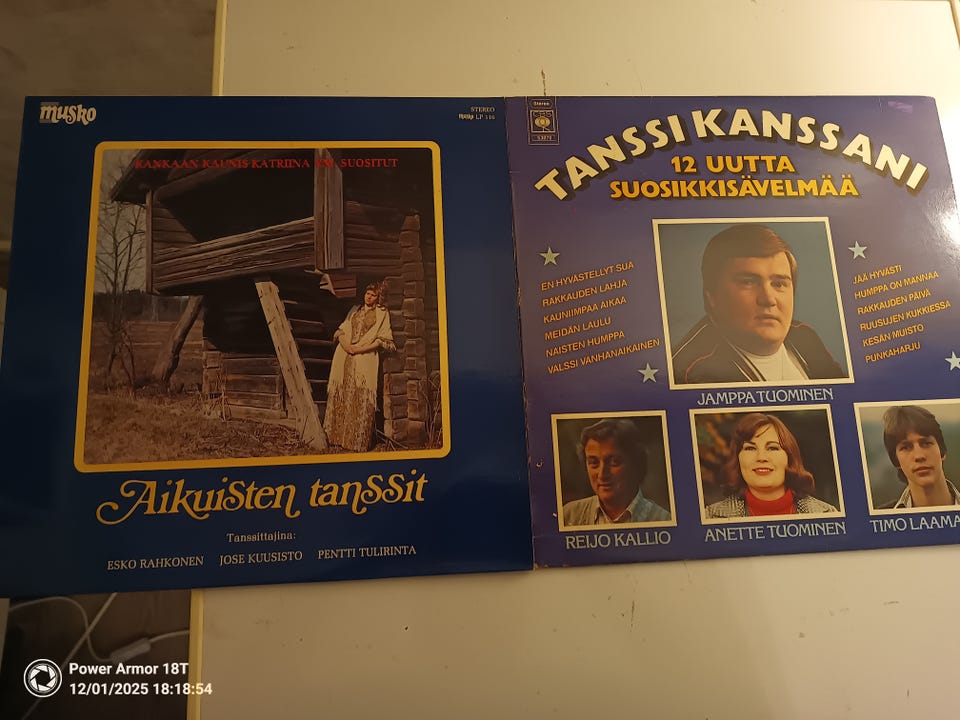 musko
STEREO
musko LP 116
KANKAAN KAUNIS KATRIINA YM. SUOSITUT
Aikuisten tanssit
Tanssittajina:
ESKO RAHKONEN JOSE KUUSISTO PENTTI TULIRINTA
Stereo
CBS
TANSSI KANSSANI
12 UUTTA
SUOSIKKISÄVELMÄÄ
EN HYVÄSTELLYT SUA
RAKKAUDEN LAHJA
KAUNIIMPAA AIKAA
MEIDÄN LAULU
NAISTEN HUMPPA
VALSSI VANHANAIKAINEN
JÄÄ HYVÄSTI
HUMPPA ON MANNAA
RAKKAUDEN PÄIVÄ
RUUSUJEN KUKKIESSA
KESÄN MUISTO
PUNKAHARJU
JAMPPA TUOMINEN
REIJO KALLIO
ANETTE TUOMINEN
TIMO LAAMA
Power Armor 18T
12/01/2025 18:18:54